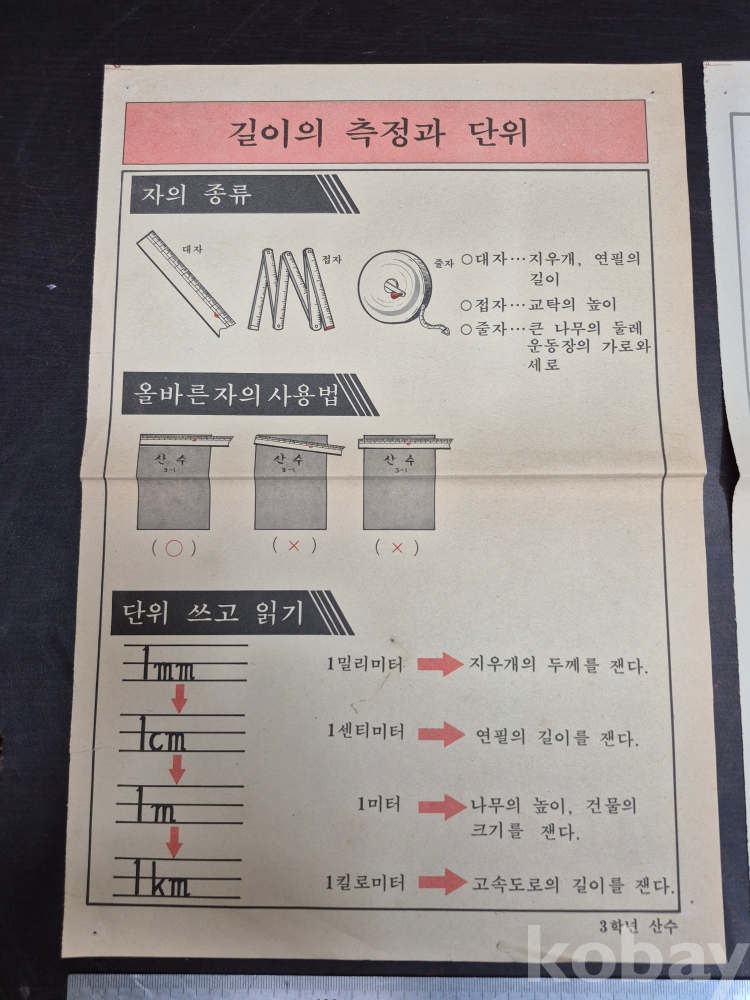 길이의 측정과 단위
자의 종류
대자
접자
줄자
○대자…지우개, 연필의
길이
○접자…교탁의 높이
○줄자…큰 나무의 둘레
운동장의 가로와
세로
올바른자의사용법
산수
3-1
산수
3-1
산수
3-1
(○)
(×)
(×)
단위 쓰고 읽기
1mm
1밀리미터
지우개의 두께를 잰다.
1cm
1센티미터
연필의 길이를 잰다.
1m
1미터
나무의 높이, 건물의
크기를 잰다.
1km
1킬로미터
고속도로의 길이를 잰다.
3학년 산수
kobay